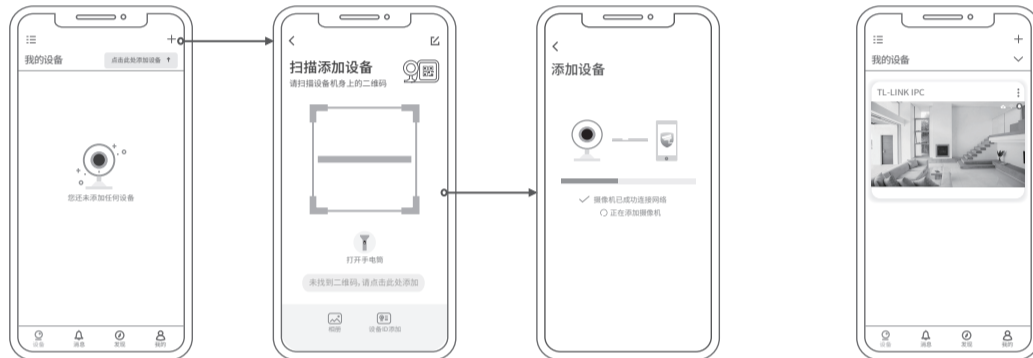 我的设备
点击此处添加设备
您还未添加任何设备
设备
消息
发现
我的
扫描添加设备
请扫描设备机身上的二维码
打开手电筒
未找到二维码,请点击此处添加
相册
设备ID添加
添加设备
摄像机已成功连接网络
正在添加摄像机
我的设备
TL-LINK IPC
设备
消息
发现
我的